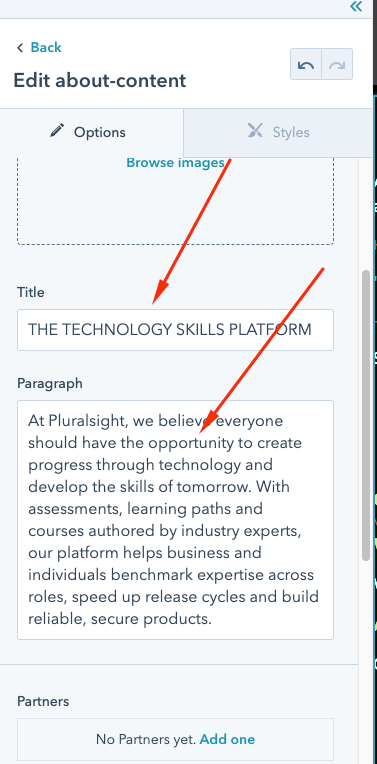 Back
Edit about-content
Options
Styles
Browse images
Title
THE TECHNOLOGY SKILLS PLATFORM
Paragraph
At Pluralsight, we believe everyone
should have the opportunity to create
progress through technology and
develop the skills of tomorrow. With
assessments, learning paths and
courses authored by industry experts,
our platform helps business and
individuals benchmark expertise across
roles, speed up release cycles and build
reliable, secure products.
Partners
No Partners yet. Add one